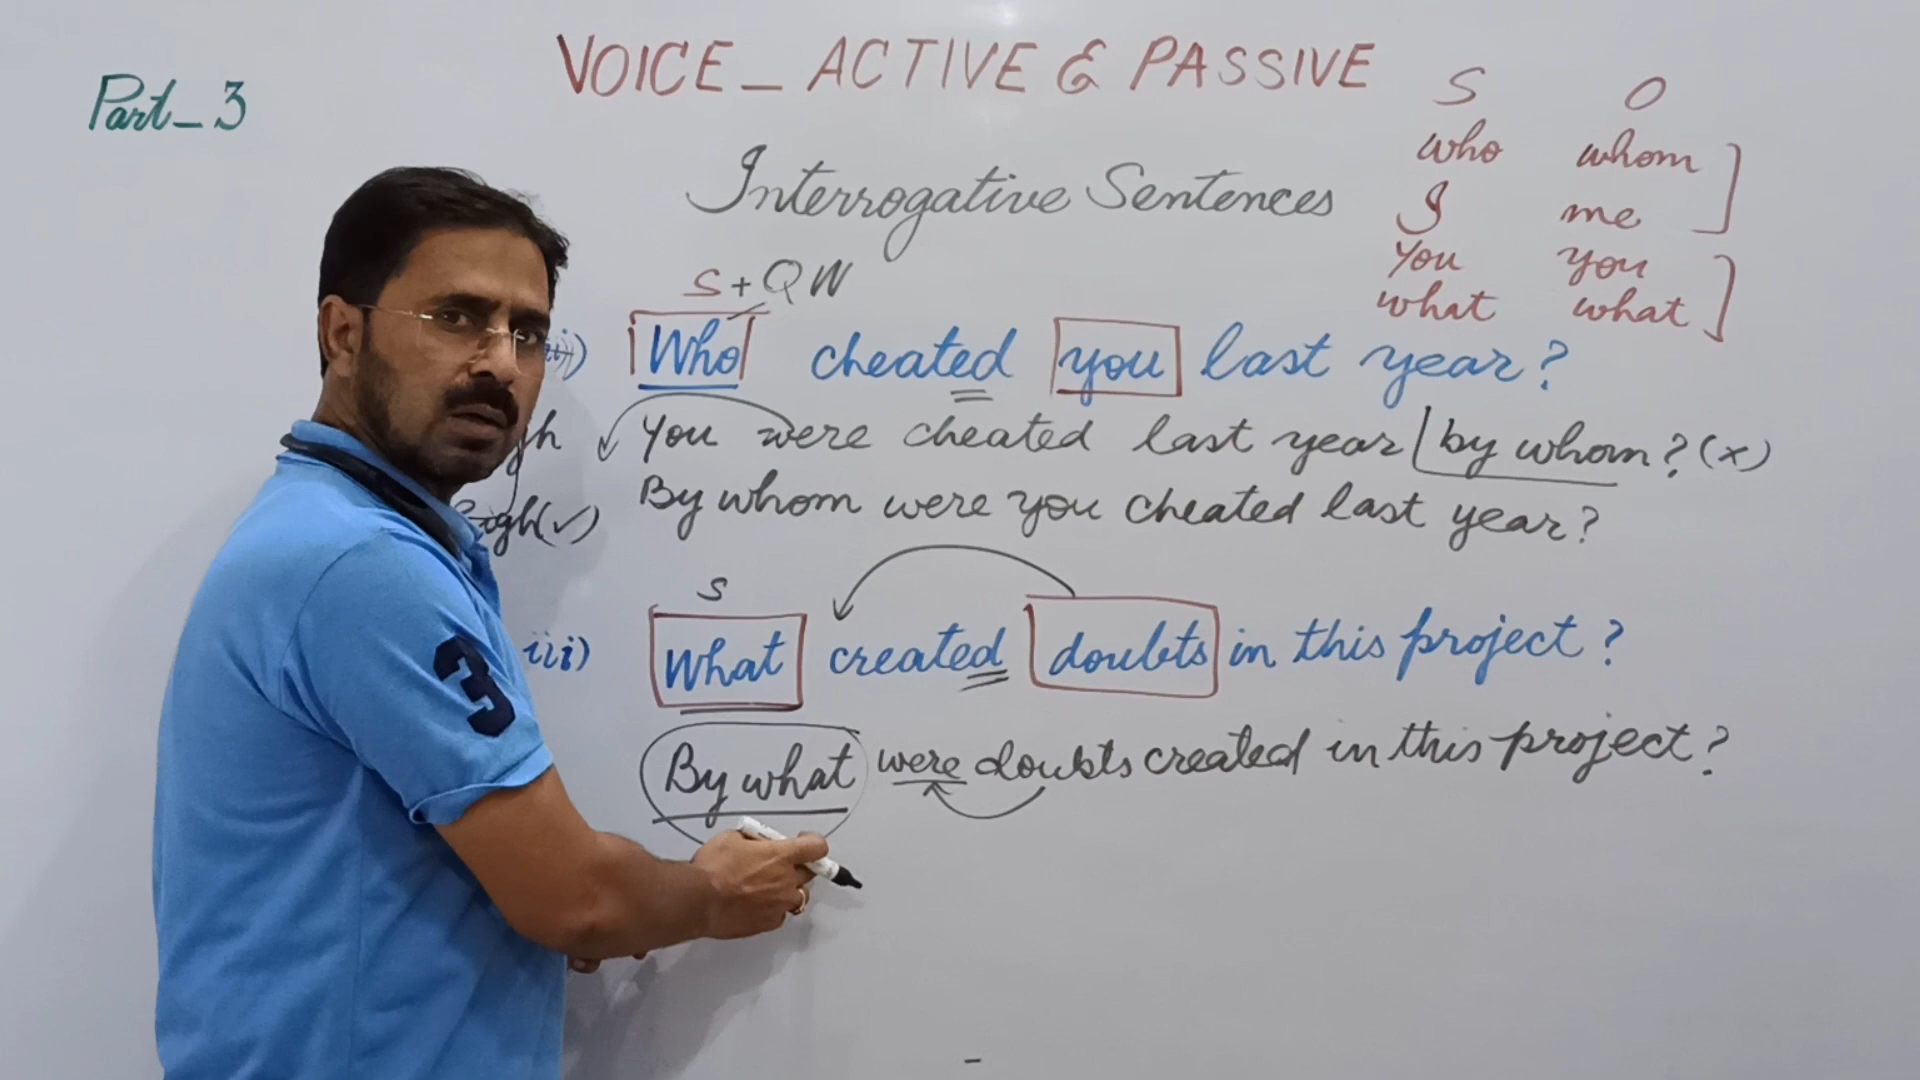 VOICE_ ACTIVE & PASSIVE
Part_3
S O
who whom
I me
You you
what what
Interrogative Sentences
S + QW
Who cheated you last year?
You were cheated last year by whom? (x)
By whom were you cheated last year?
(✓)
S
iii) What created doubts in this project?
By what were doubts created in this project?
3